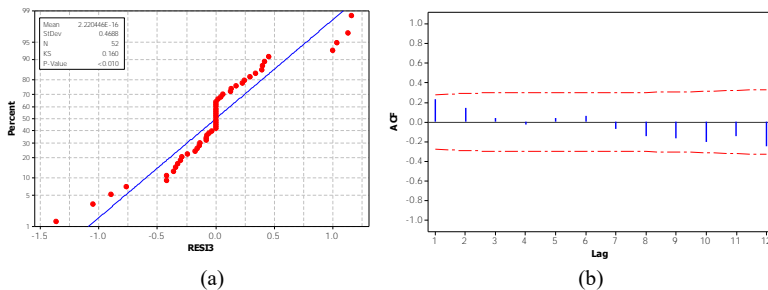 Mean 2.220446E-16
StDev 0.4688
N 52
KS 0.160
P-Value <0.010
Percent
99
95
90
80
70
60
50
40
30
20
10
5
1
-1.5 -1.0 -0.5 0.0 0.5 1.0
RESI3
(a)
ACF
1.0
0.8
0.6
0.4
0.2
0.0
-0.2
-0.4
-0.6
-0.8
-1.0
1 2 3 4 5 6 7 8 9 10 11 12
Lag
(b)